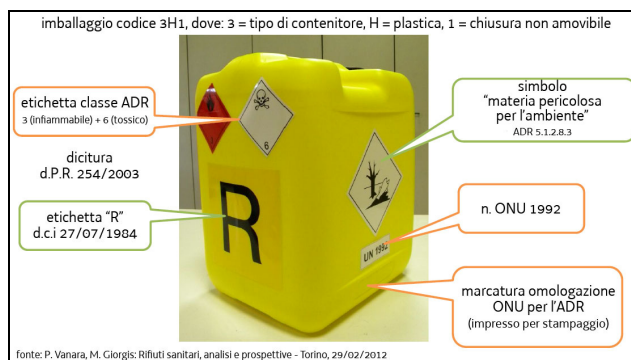 imballaggio codice 3H1, dove: 3 = tipo di contenitore, H = plastica, 1 = chiusura non amovibile
etichetta classe ADR
3 (infiammabile) + 6 (tossico)
dicitura
d.P.R. 254/2003
etichetta “R”
d.c.i 27/07/1984
6
R
UN 1992
simbolo
“materia pericolosa
per l'ambiente”
ADR 5.1.2.8.3
n. ONU 1992
marcatura omologazione
ONU per l'ADR
(impresso per stampaggio)
fonte: P. Vanara, M. Giorgis: Rifiuti sanitari, analisi e prospettive - Torino, 29/02/2012